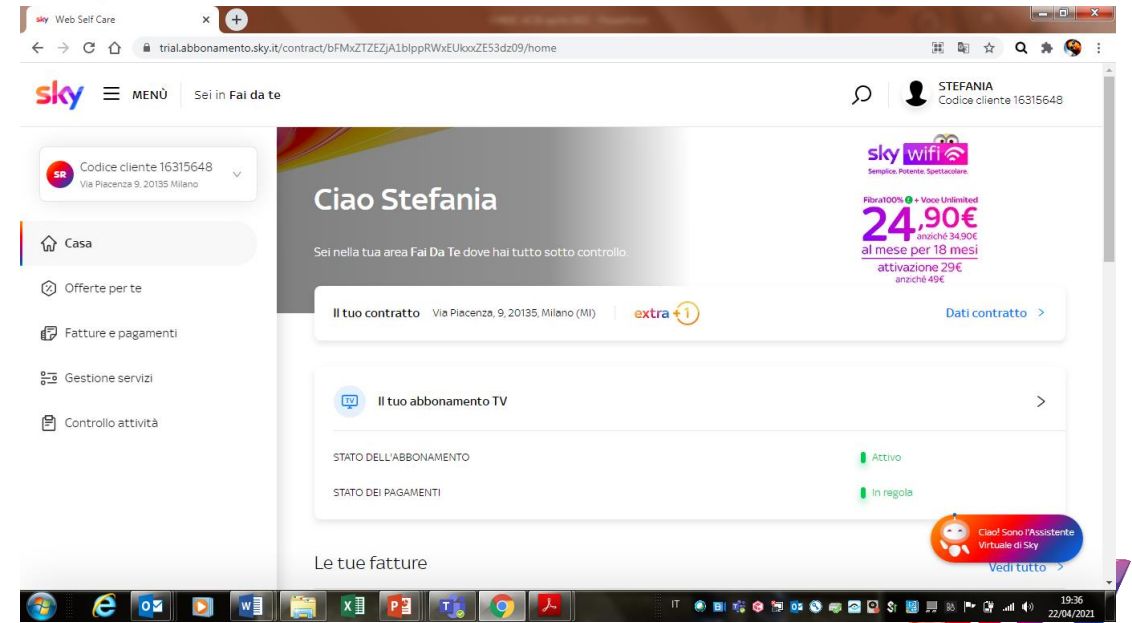 sky Web Self Care
trial.abbonamento.sky.it/contract/bFMxZTZEZjA1blppRWxEUkxxZE53dz09/home
sky MENÙ Sei in Fai da te
STEFANIA
Codice cliente 16315648
SR
Codice cliente 16315648
Via Piacenza 9, 20135 Milano
Casa
Offerte per te
Fatture e pagamenti
Gestione servizi
Controllo attività
Ciao Stefania
Sei nella tua area Fai Da Te dove hai tutto sotto controllo.
sky wifi
Semplice. Potente. Spettacolare.
Fibra100% + Voce Unlimited
24,90€
anziché 34,90€
al mese per 18 mesi
attivazione 29€
anziché 49€
Il tuo contratto Via Piacenza, 9, 20135, Milano (MI) extra +1 Dati contratto
TV Il tuo abbonamento TV
STATO DELL'ABBONAMENTO Attivo
STATO DEI PAGAMENTI In regola
Ciao! Sono l'Assistente
Virtuale di Sky
Le tue fatture Vedi tutto
IT
19:36
22/04/2021